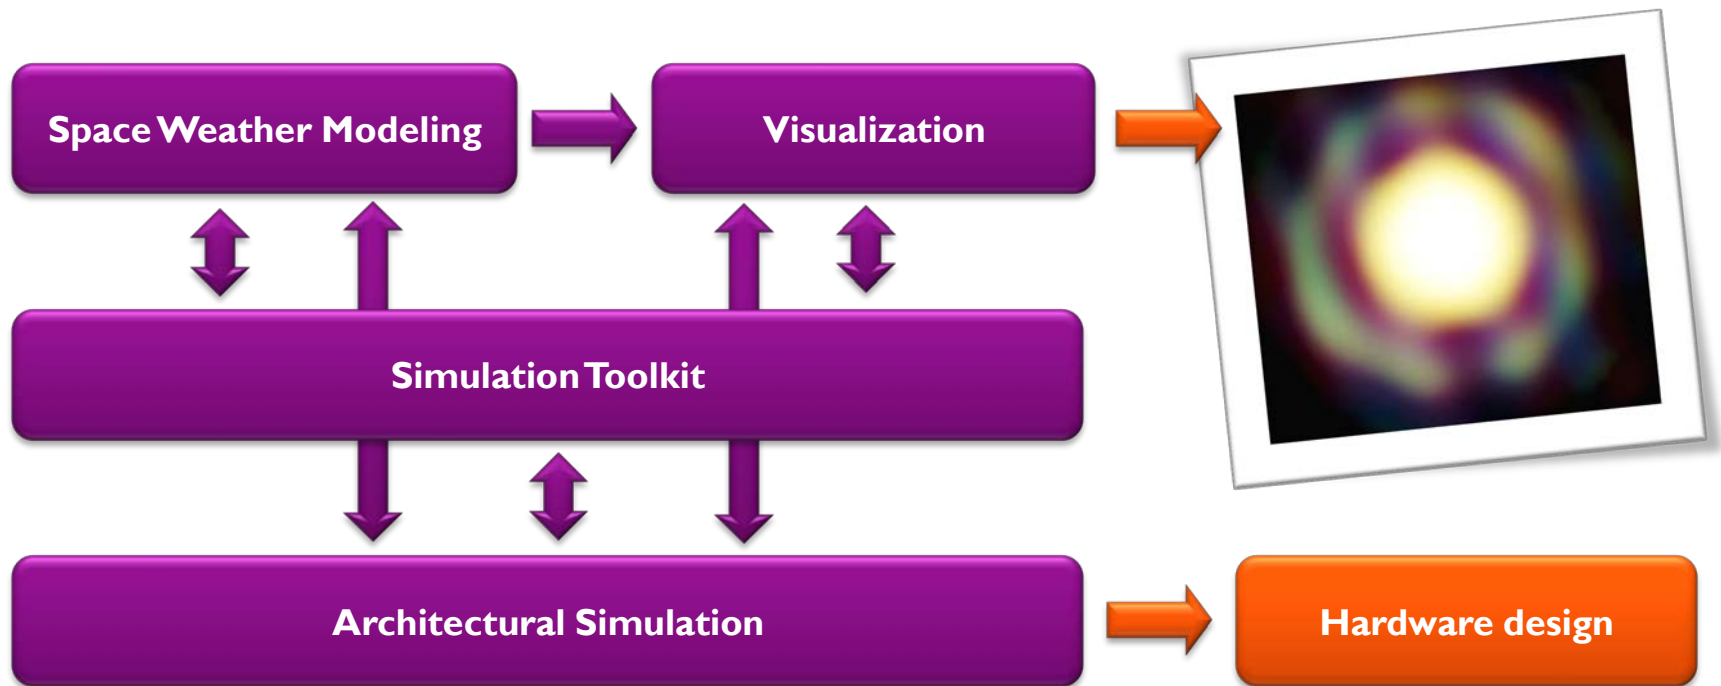 Space Weather Modeling
Visualization
Simulation Toolkit
Architectural Simulation
Hardware design